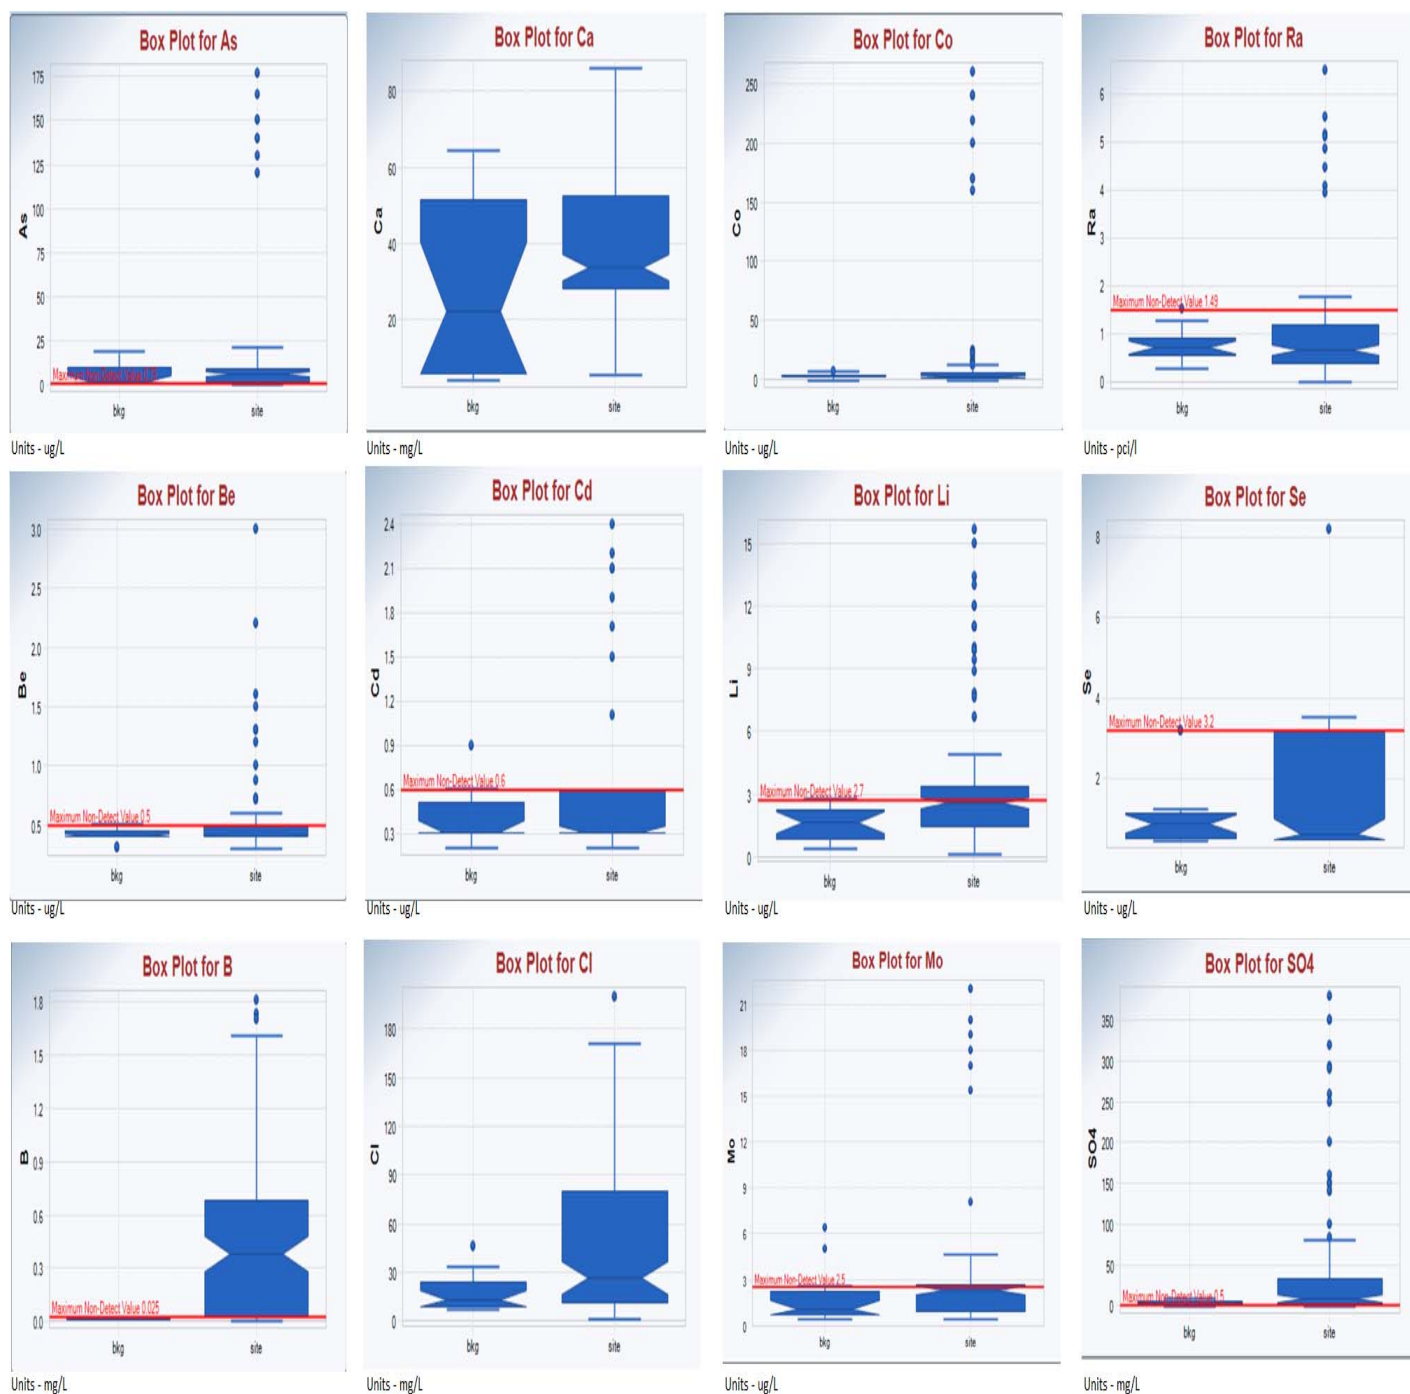 Box Plot for As
175
150
125
100
75
50
25
0
As
bkg
site
Units - ug/L
Box Plot for Ca
80
60
40
20
Ca
bkg
site
Units - mg/L
Box Plot for Co
250
200
150
100
50
0
Co
bkg
site
Units - ug/L
Box Plot for Ra
6
5
4
3
2
1
0
Ra
Maximum Non-Detect Value 1.49
bkg
site
Units - pci/l
Box Plot for Be
3.0
2.5
2.0
1.5
1.0
0.5
Be
Maximum Non-Detect Value 0.5
bkg
site
Units - ug/L
Box Plot for Cd
2.4
2.1
1.8
1.5
1.2
0.9
0.6
0.3
Cd
Maximum Non-Detect Value 0.6
bkg
site
Units - ug/L
Box Plot for Li
15
12
9
6
3
0
Li
Maximum Non-Detect Value 2.7
bkg
site
Units - ug/L
Box Plot for Se
8
6
4
2
Se
Maximum Non-Detect Value 3.2
bkg
site
Units - ug/L
Box Plot for B
1.8
1.5
1.2
0.9
0.6
0.3
0.0
B
Maximum Non-Detect Value 0.025
bkg
site
Units - mg/L
Box Plot for Cl
180
150
120
90
60
30
0
Cl
bkg
site
Units - mg/L
Box Plot for Mo
21
18
15
12
9
6
3
0
Mo
Maximum Non-Detect Value 2.5
bkg
site
Units - ug/L
Box Plot for SO4
350
300
250
200
150
100
50
0
SO4
Maximum Non-Detect Value 0.5
bkg
site
Units - mg/L